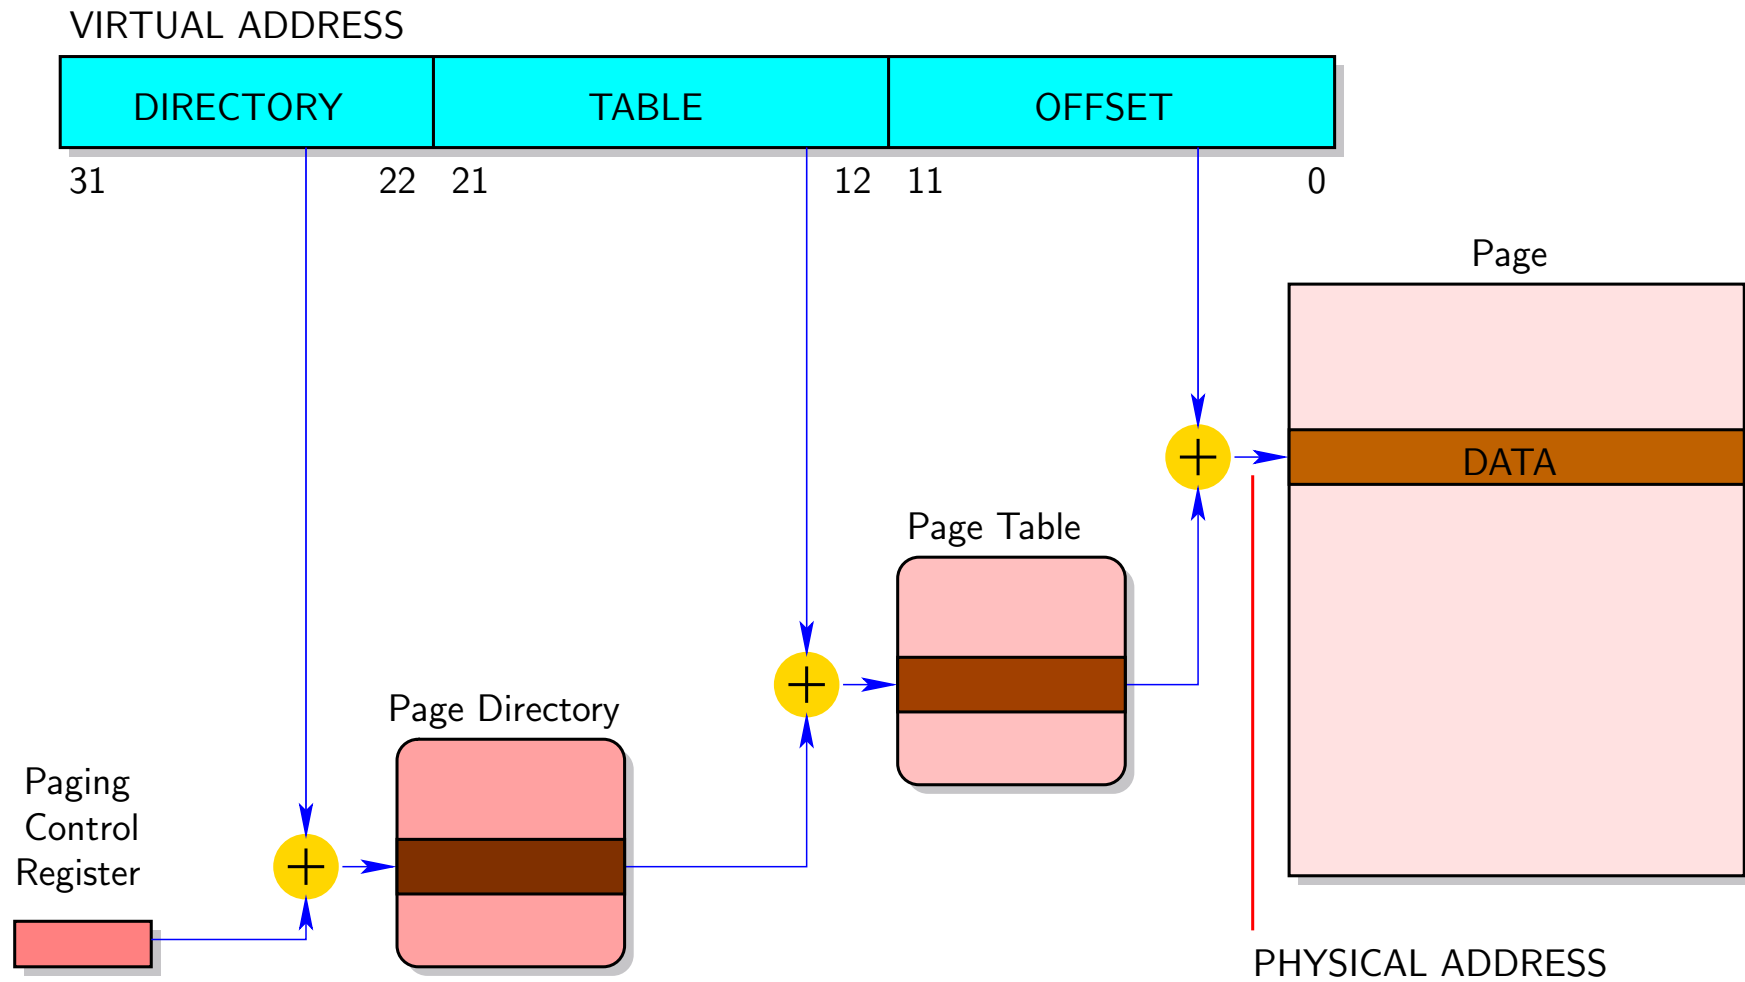 VIRTUAL ADDRESS
DIRECTORY TABLE OFFSET
31 22 21 12 11 0
Page
DATA
Page Table
Page Directory
Paging
Control
Register
PHYSICAL ADDRESS